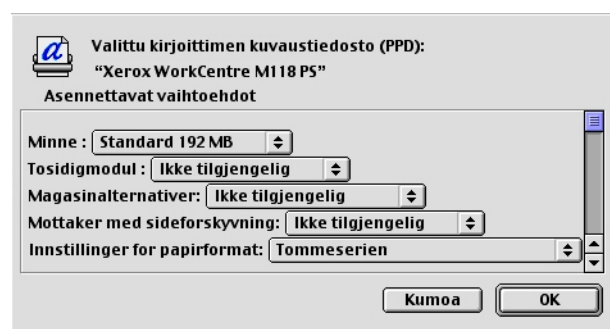 Valittu kirjoittimen kuvaustiedosto (PPD):
“Xerox WorkCentre M118 PS”
Asennettavat vaihtoehdot
Minne : Standard 192 MB
Tosidigmodul : Ikke tilgjengelig
Magasinalternativer: Ikke tilgjengelig
Mottaker med sideforskyvning: Ikke tilgjengelig
Innstillinger for papirformat: Tommeserien
Kumoa OK